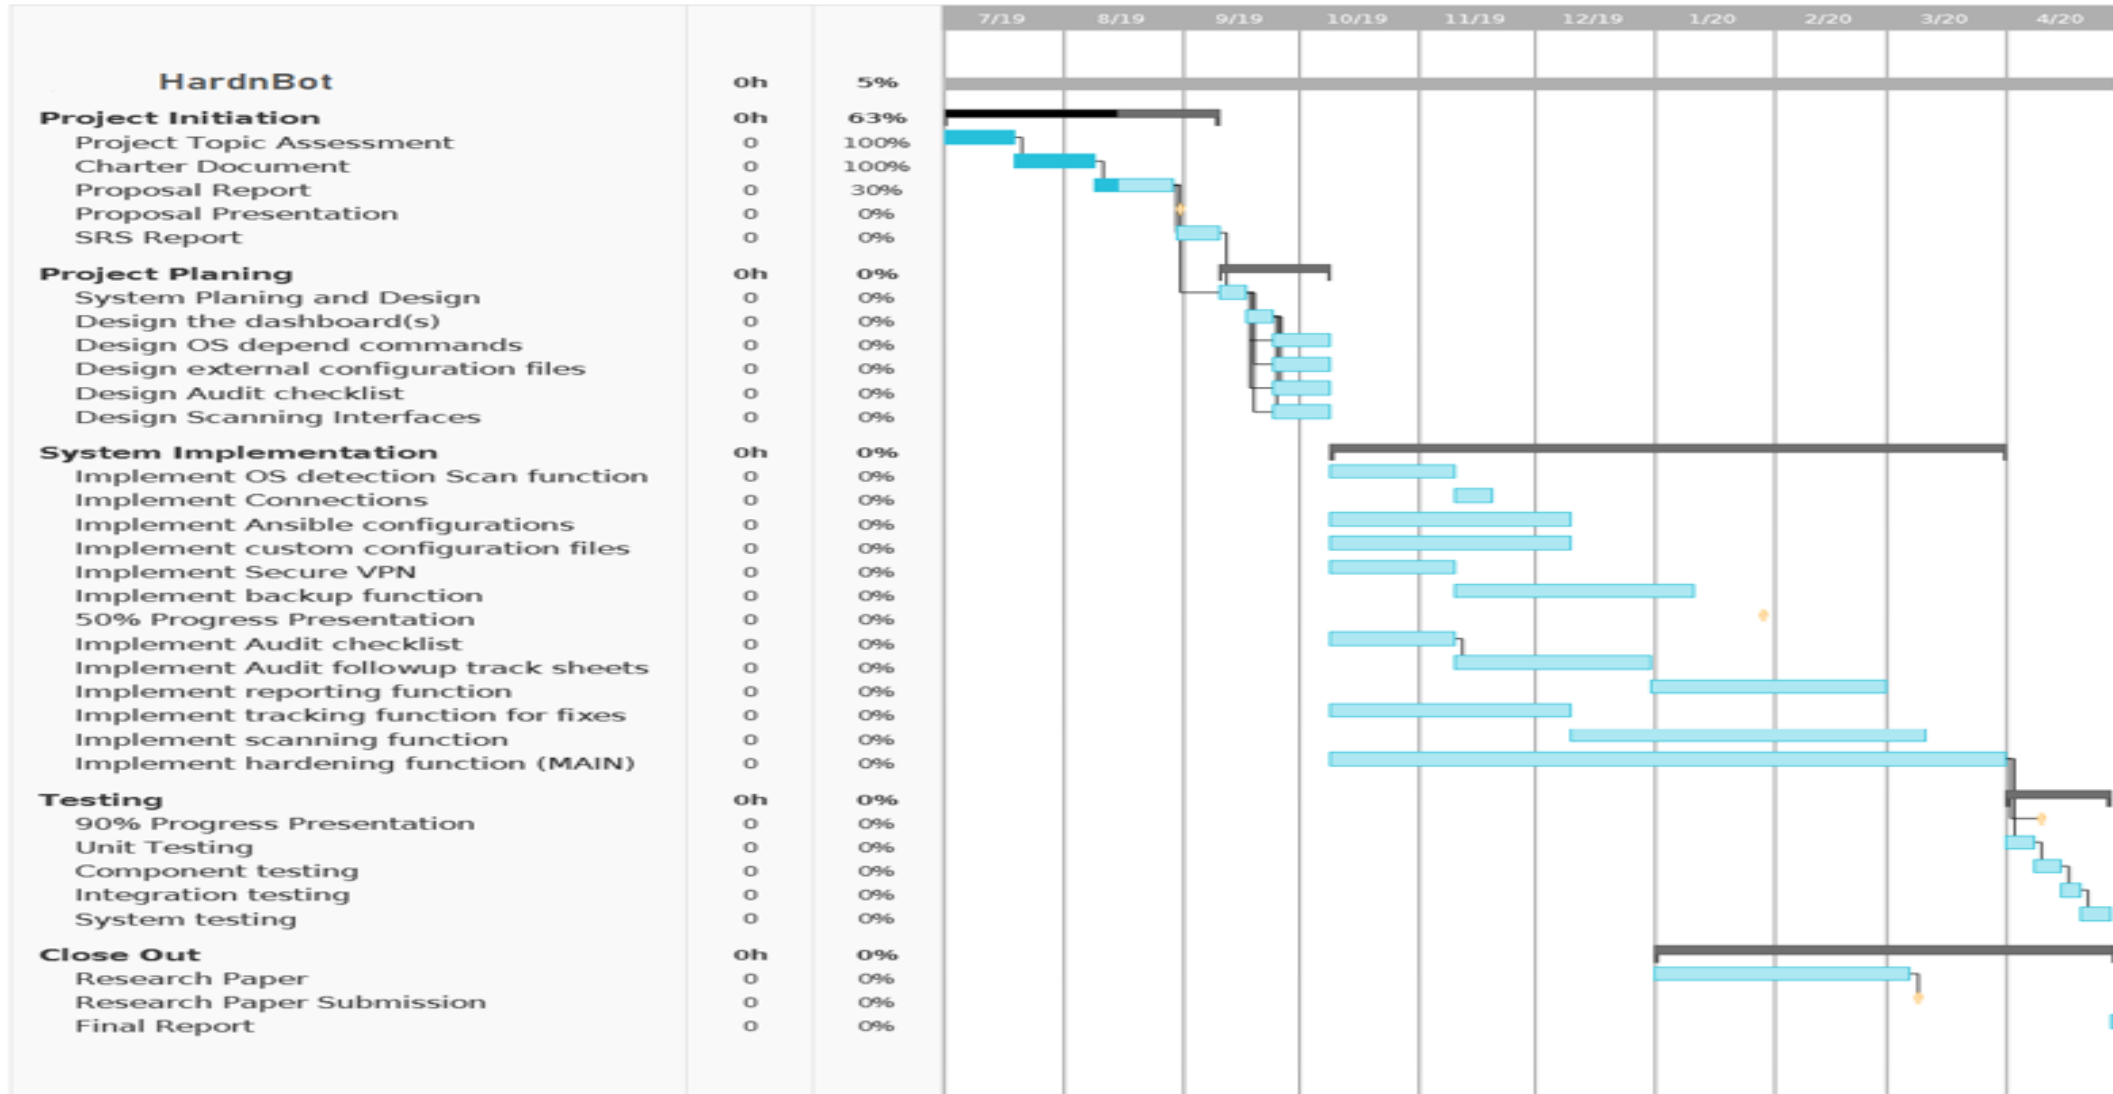 7/19 8/19 9/19 10/19 11/19 12/19 1/20 2/20 3/20 4/20
HardnBot 0h 5%
Project Initiation 0h 63%
Project Topic Assessment 0 100%
Charter Document 0 100%
Proposal Report 0 30%
Proposal Presentation 0 0%
SRS Report 0 0%
Project Planing 0h 0%
System Planing and Design 0 0%
Design the dashboard(s) 0 0%
Design OS depend commands 0 0%
Design external configuration files 0 0%
Design Audit checklist 0 0%
Design Scanning Interfaces 0 0%
System Implementation 0h 0%
Implement OS detection Scan function 0 0%
Implement Connections 0 0%
Implement Ansible configurations 0 0%
Implement custom configuration files 0 0%
Implement Secure VPN 0 0%
Implement backup function 0 0%
50% Progress Presentation 0 0%
Implement Audit checklist 0 0%
Implement Audit followup track sheets 0 0%
Implement reporting function 0 0%
Implement tracking function for fixes 0 0%
Implement scanning function 0 0%
Implement hardening function (MAIN) 0 0%
Testing 0h 0%
90% Progress Presentation 0 0%
Unit Testing 0 0%
Component testing 0 0%
Integration testing 0 0%
System testing 0 0%
Close Out 0h 0%
Research Paper 0 0%
Research Paper Submission 0 0%
Final Report 0 0%